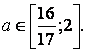 a ∈ [16/17; 2].